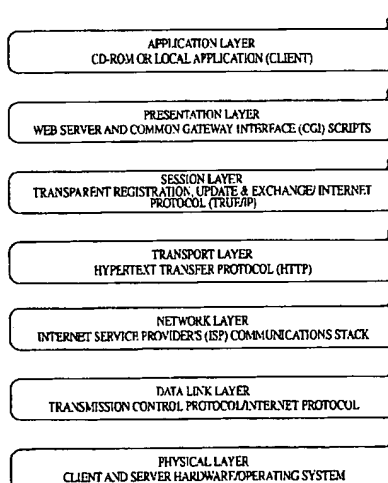 APPLICATION LAYER
CD-ROM OR LOCAL APPLICATION (CLIENT)
PRESENTATION LAYER
WEB SERVER AND COMMON GATEWAY INTERFACE (CGI) SCRIPTS
SESSION LAYER
TRANSPARENT REGISTRATION, UPDATE & EXCHANGE/ INTERNET
PROTOCOL (TRUE/IP)
TRANSPORT LAYER
HYPERTEXT TRANSFER PROTOCOL (HTTP)
NETWORK LAYER
INTERNET SERVICE PROVIDER'S (ISP) COMMUNICATIONS STACK
DATA LINK LAYER
TRANSMISSION CONTROL PROTOCOL/INTERNET PROTOCOL
PHYSICAL LAYER
CLIENT AND SERVER HARDWARE/OPERATING SYSTEM